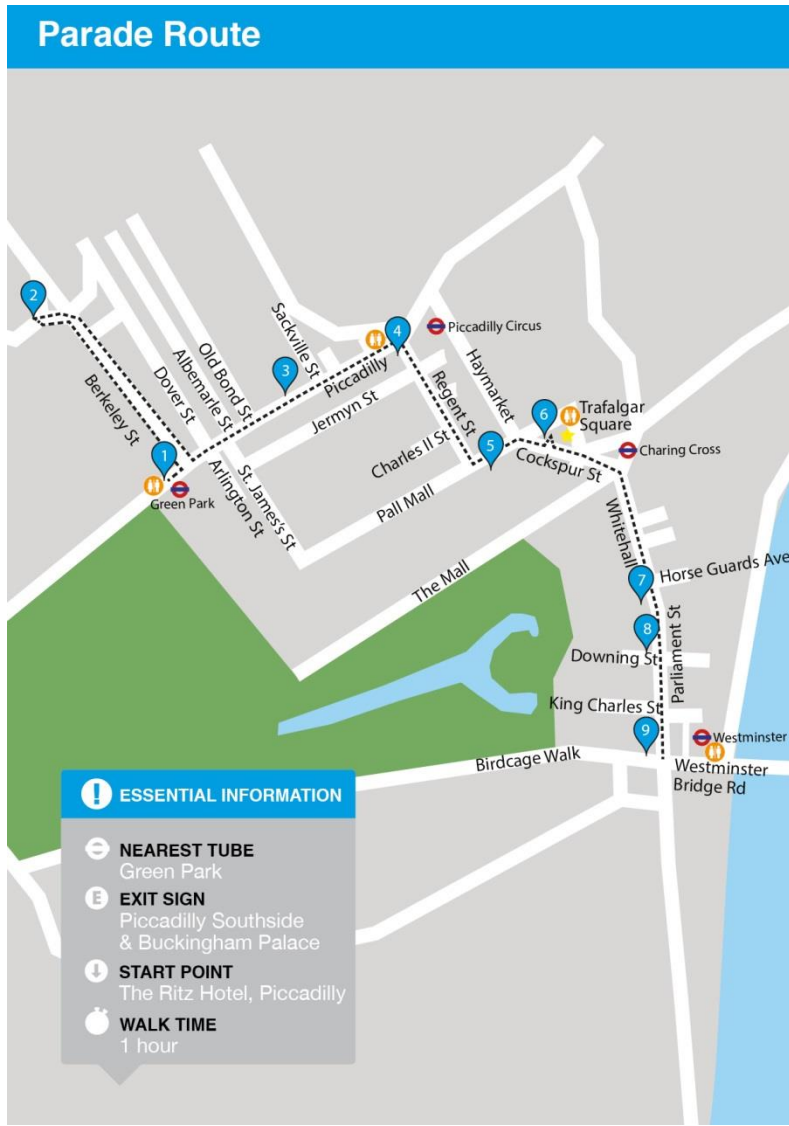 Parade Route
2
Sackville St
4
Piccadilly Circus
Old Bond St
Albemarle St
Dover St
3
Piccadilly
Haymarket
Berkeley St
Jermyn St
Regent St
6
Trafalgar
Square
1
Charles II St
5
Cockspur St
Charing Cross
Green Park
Arlington St
St. James's St
Pall Mall
Whitehall
The Mall
7
Horse Guards Ave
8
Downing St
Parliament St
King Charles St
9
Westminster
Birdcage Walk
Westminster
Bridge Rd
! ESSENTIAL INFORMATION
NEAREST TUBE
Green Park
E EXIT SIGN
Piccadilly Southside
& Buckingham Palace
START POINT
The Ritz Hotel, Piccadilly
WALK TIME
1 hour